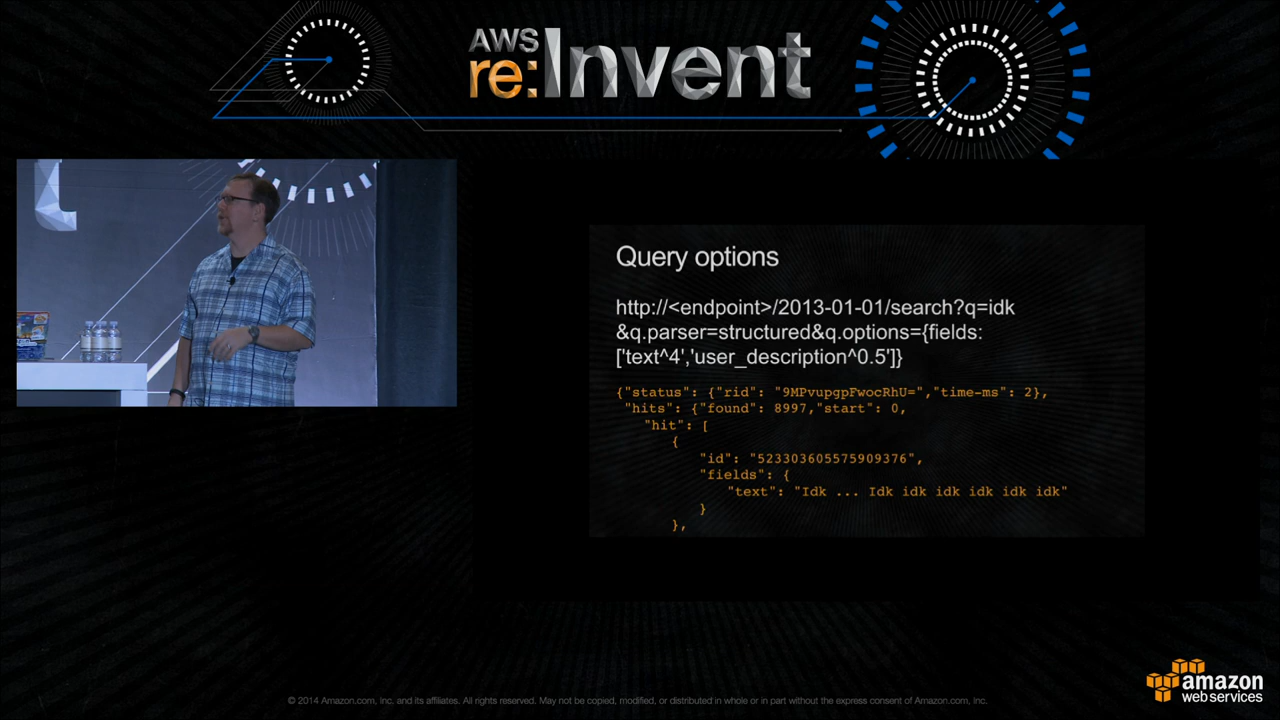 AWS
re:Invent
Query options
http://<endpoint>/2013-01-01/search?q=idk
&q.parser=structured&q.options={fields:
['text^4','user_description^0.5']}
{"status": {"rid": "9MPvupgpFwocRhU=","time-ms": 2},
"hits": {"found": 8997,"start": 0,
"hit": [
{
"id": "523303605575909376",
"fields": {
"text": "Idk ... Idk idk idk idk idk idk"
}
},
© 2014 Amazon.com, Inc. and its affiliates. All rights reserved. May not be copied, modified, or distributed in whole or in part without the express consent of Amazon.com, Inc.
amazon
web services